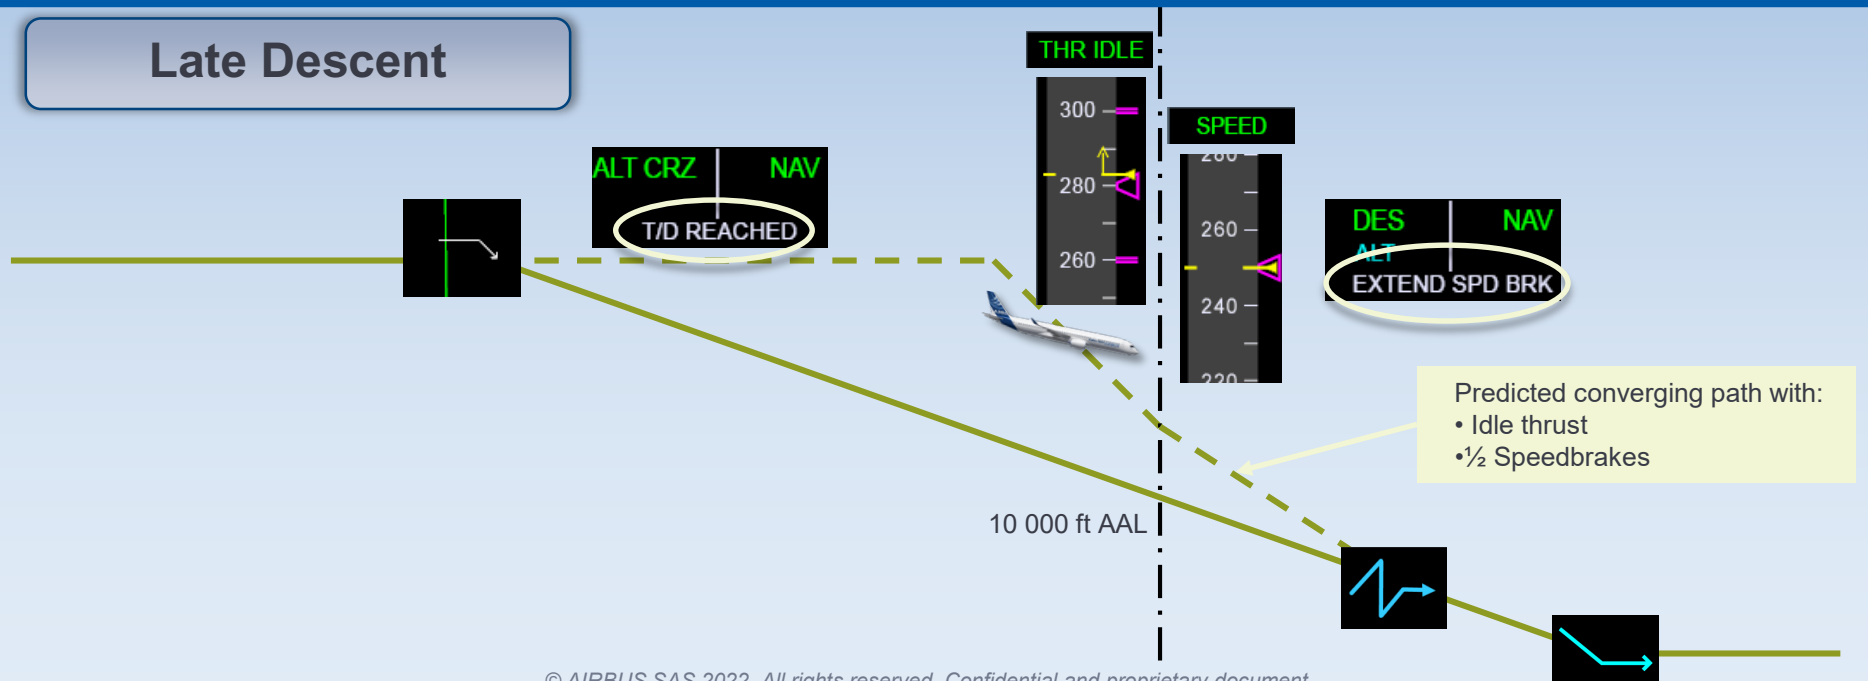 Late Descent
THR IDLE
300
280
260
SPEED
280
260
240
220
ALT CRZ NAV
T/D REACHED
DES NAV
ALT
EXTEND SPD BRK
Predicted converging path with:
• Idle thrust
•½ Speedbrakes
10 000 ft AAL
© AIRBUS SAS 2022. All rights reserved. Confidential and proprietary document.